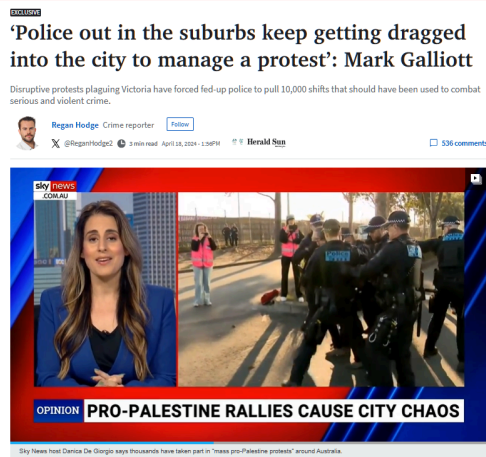 EXCLUSIVE
‘Police out in the suburbs keep getting dragged
into the city to manage a protest’: Mark Galliott
Disruptive protests plaguing Victoria have forced fed-up police to pull 10,000 shifts that should have been used to combat
serious and violent crime.
Regan Hodge Crime reporter Follow
@ReganHodge2 3 min read April 18, 2024 - 1:58PM Herald Sun 536 comments
sky news
.COM.AU
OPINION PRO-PALESTINE RALLIES CAUSE CITY CHAOS
Sky News host Danica De Giorgio says thousands have taken part in “mass pro-Palestine protests” around Australia.